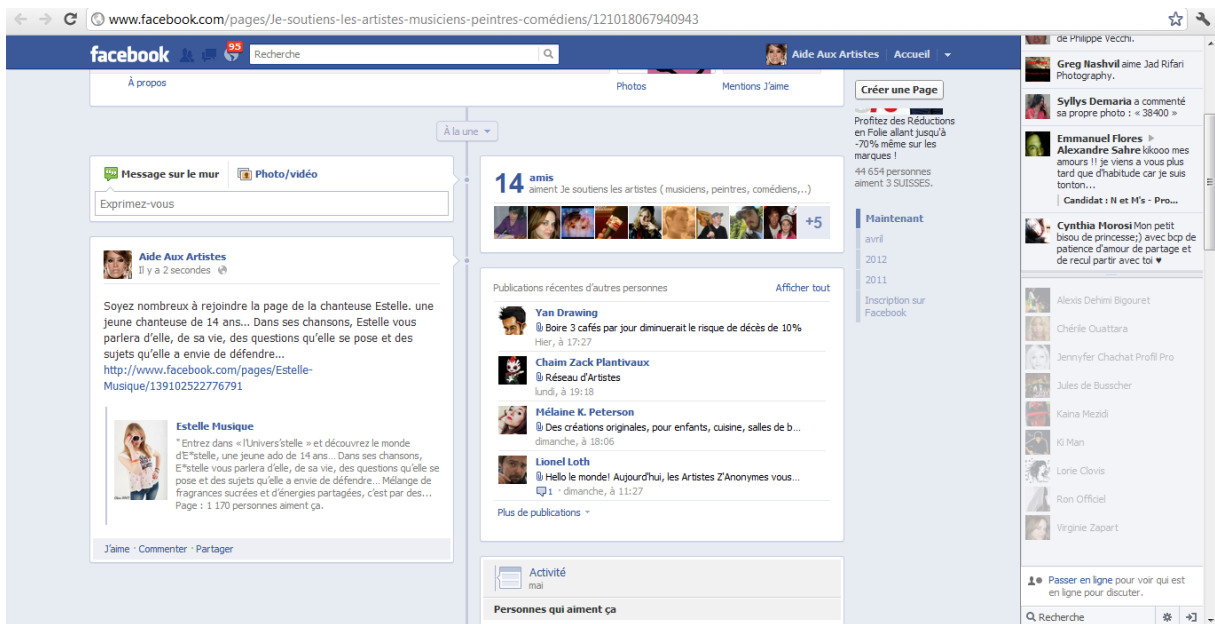 www.facebook.com/pages/Je-soutiens-les-artistes-musiciens-peintres-comédiens/121018067940943
facebook
95
Recherche
Aide Aux Artistes
Accueil
À propos
Photos
Mentions J'aime
À la une
Message sur le mur
Photo/vidéo
Exprimez-vous
Aide Aux Artistes
Il y a 2 secondes
Soyez nombreux à rejoindre la page de la chanteuse Estelle. une
jeune chanteuse de 14 ans... Dans ses chansons, Estelle vous
parlera d'elle, de sa vie, des questions qu'elle se pose et des
sujets qu'elle a envie de défendre...
http://www.facebook.com/pages/Estelle-
Musique/139102522776791
Estelle Musique
"Entrez dans « l'Univers'stelle » et découvrez le monde
d'E*stelle, une jeune ado de 14 ans... Dans ses chansons,
E*stelle vous parlera d'elle, de sa vie, des questions qu'elle se
pose et des sujets qu'elle a envie de défendre... Mélange de
fragrances sucrées et d'énergies partagées, c'est par des...
Page : 1 170 personnes aiment ça.
J'aime · Commenter · Partager
14 amis
aiment Je soutiens les artistes ( musiciens, peintres, comédiens,..)
+5
Publications récentes d'autres personnes
Afficher tout
Yan Drawing
Boire 3 cafés par jour diminuerait le risque de décès de 10%
Hier, à 17:27
Chaim Zack Plantivaux
Réseau d'Artistes
lundi, à 19:18
Mélaine K. Peterson
Des créations originales, pour enfants, cuisine, salles de b...
dimanche, à 18:06
Lionel Loth
Hello le monde! Aujourd'hui, les Artistes Z'Anonymes vous...
1 · dimanche, à 11:27
Plus de publications
Activité
mai
Personnes qui aiment ça
Créer une Page
Profitez des Réductions
en Folie allant jusqu'à
-70% même sur les
marques !
44 654 personnes
aiment 3 SUISSES.
Maintenant
avril
2012
2011
Inscription sur
Facebook
de Philippe Vecchi.
Greg Nashvil aime Jad Rifari
Photography.
Syllys Demaria a commenté
sa propre photo : « 38400 »
Emmanuel Flores
Alexandre Sahre kikooo mes
amours !! je viens a vous plus
tard que d'habitude car je suis
tonton...
Candidat : N et M's - Pro...
Cynthia Morosi Mon petit
bisou de princesse;) avec bcp de
patience d'amour de partage et
de recul partir avec toi ♥
Alexis Dehimi Bigouret
Chérile Ouattara
Jennyfer Chachat Profil Pro
Jules de Busscher
Kaina Mezidi
Ki Man
Lorie Clovis
Ron Officiel
Virginie Zapart
Passer en ligne pour voir qui est
en ligne pour discuter.
Recherche